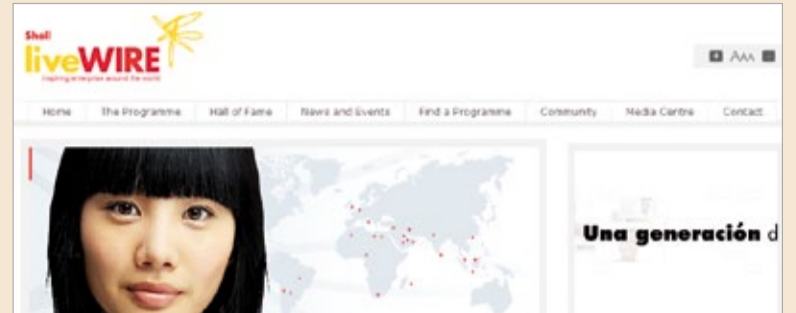 Shell
liveWIRE
inspiring enterprise around the world
+ AAA -
Home The Programme Hall of Fame News and Events Find a Programme Community Media Centre Contact
Una generación d